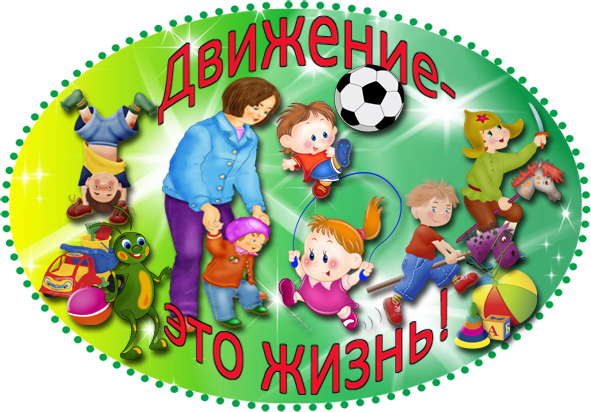 Движение-
это жизнь!
А Б